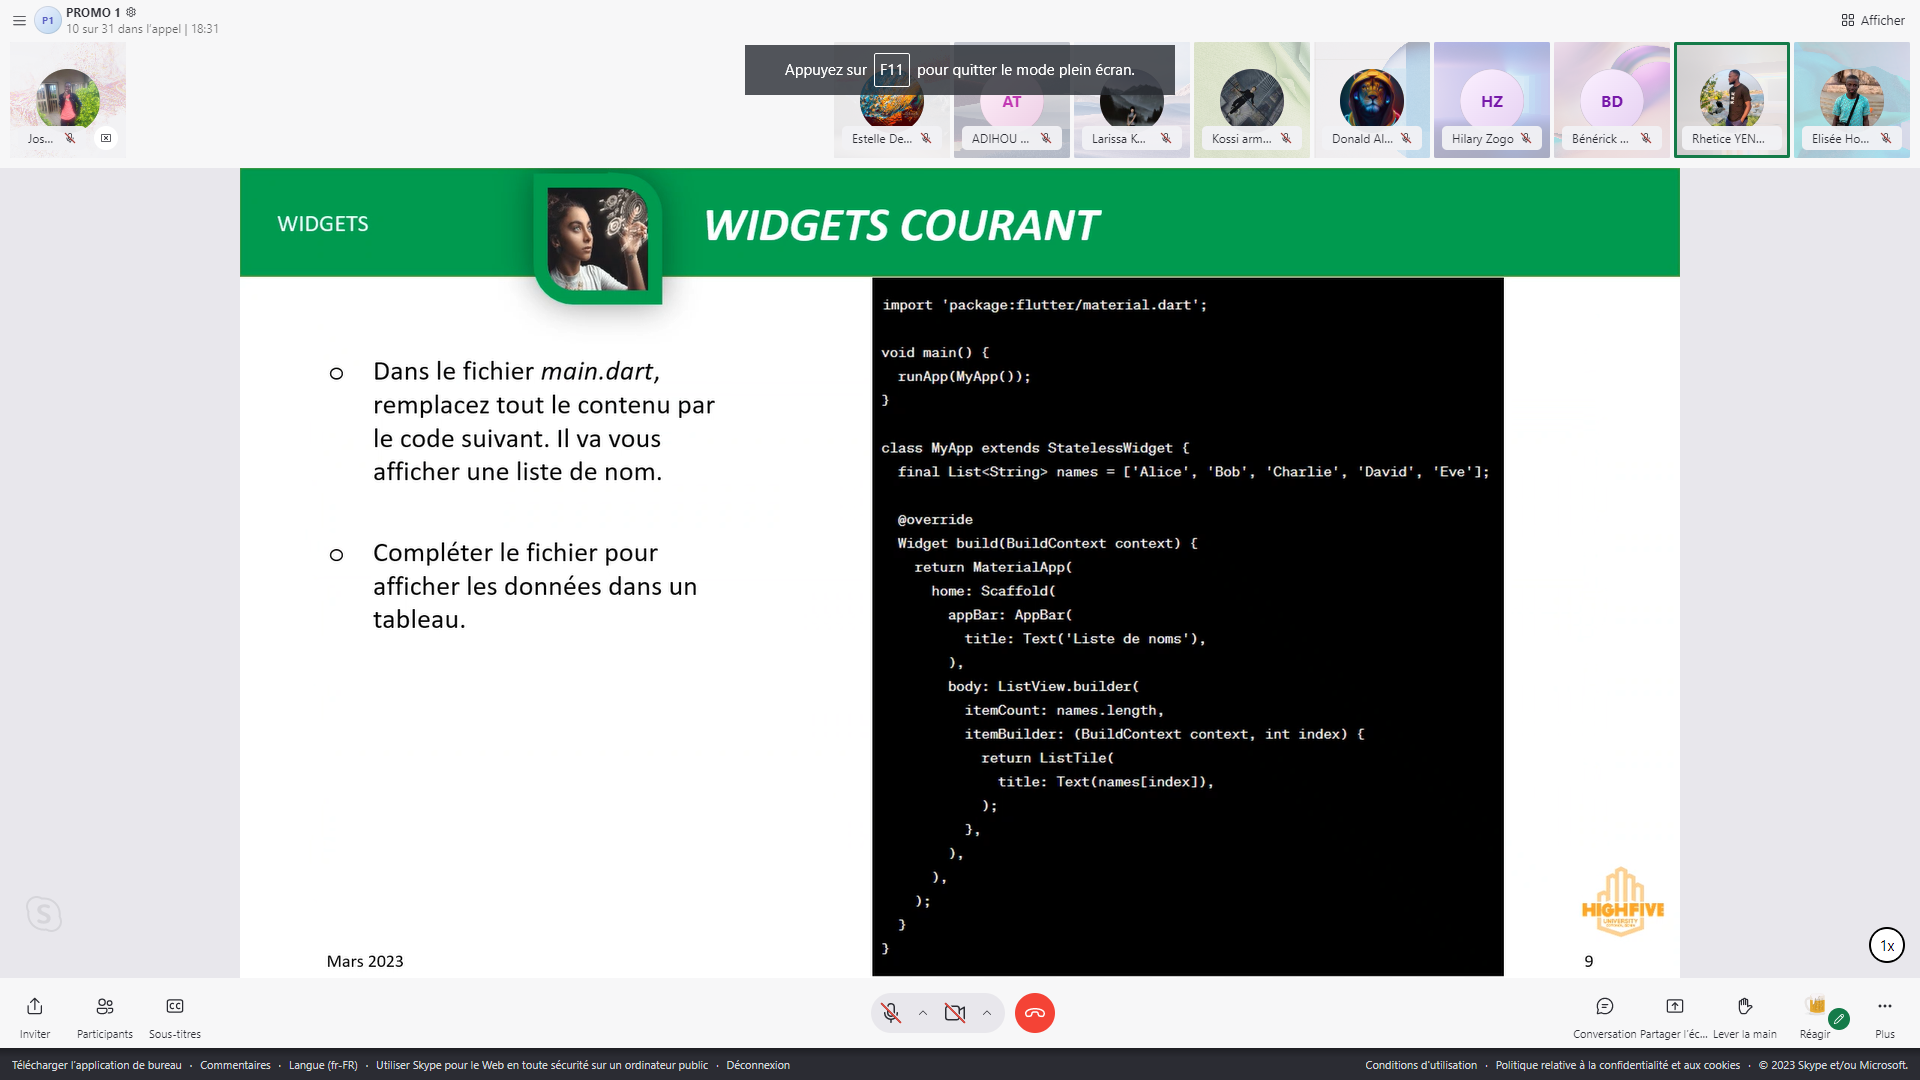 P1
PROMO 1
10 sur 31 dans l'appel | 18:31
Afficher
Appuyez sur F11 pour quitter le mode plein écran.
AT
HZ
BD
Jos...
Estelle De...
ADIHOU ...
Larissa K...
Kossi arm...
Donald Al...
Hilary Zogo
Bénérick ...
Rhetice YEN...
Elisée Ho...
WIDGETS
WIDGETS COURANT
o Dans le fichier main.dart,
remplacez tout le contenu par
le code suivant. Il va vous
afficher une liste de nom.
o Compléter le fichier pour
afficher les données dans un
tableau.
import 'package:flutter/material.dart';
void main() {
runApp(MyApp());
}
class MyApp extends StatelessWidget {
final List<String> names = ['Alice', 'Bob', 'Charlie', 'David', 'Eve'];
@override
Widget build(BuildContext context) {
return MaterialApp(
home: Scaffold(
appBar: AppBar(
title: Text('Liste de noms'),
),
body: ListView.builder(
itemCount: names.length,
itemBuilder: (BuildContext context, int index) {
return ListTile(
title: Text(names[index]),
);
},
),
),
);
}
}
HIGHFIVE
UNIVERSITY
Mars 2023
9
S
1x
CC
Inviter
Participants
Sous-titres
Conversation
Partager l'éc...
Lever la main
Réagir
Plus
Télécharger l'application de bureau · Commentaires · Langue (fr-FR) · Utiliser Skype pour le Web en toute sécurité sur un ordinateur public · Déconnexion
Conditions d'utilisation · Politique relative à la confidentialité et aux cookies · © 2023 Skype et/ou Microsoft.